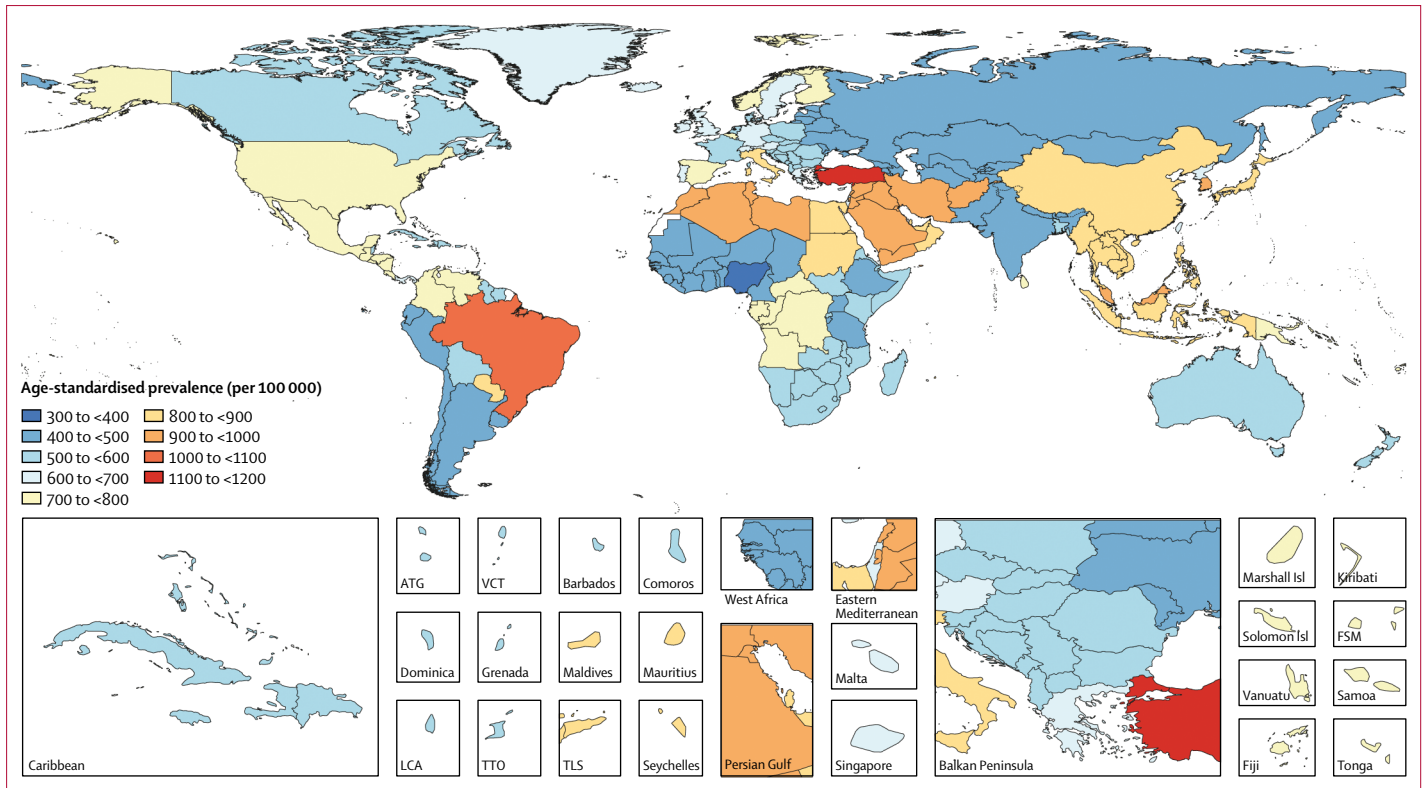 Age-standardised prevalence (per 100 000)
300 to <400
400 to <500
500 to <600
600 to <700
700 to <800
800 to <900
900 to <1000
1000 to <1100
1100 to <1200
Caribbean
ATG
VCT
Barbados
Comoros
Dominica
Grenada
Maldives
Mauritius
LCA
TTO
TLS
Seychelles
West Africa
Eastern
Mediterranean
Persian Gulf
Malta
Singapore
Balkan Peninsula
Marshall Isl
Kiribati
Solomon Isl
FSM
Vanuatu
Samoa
Fiji
Tonga